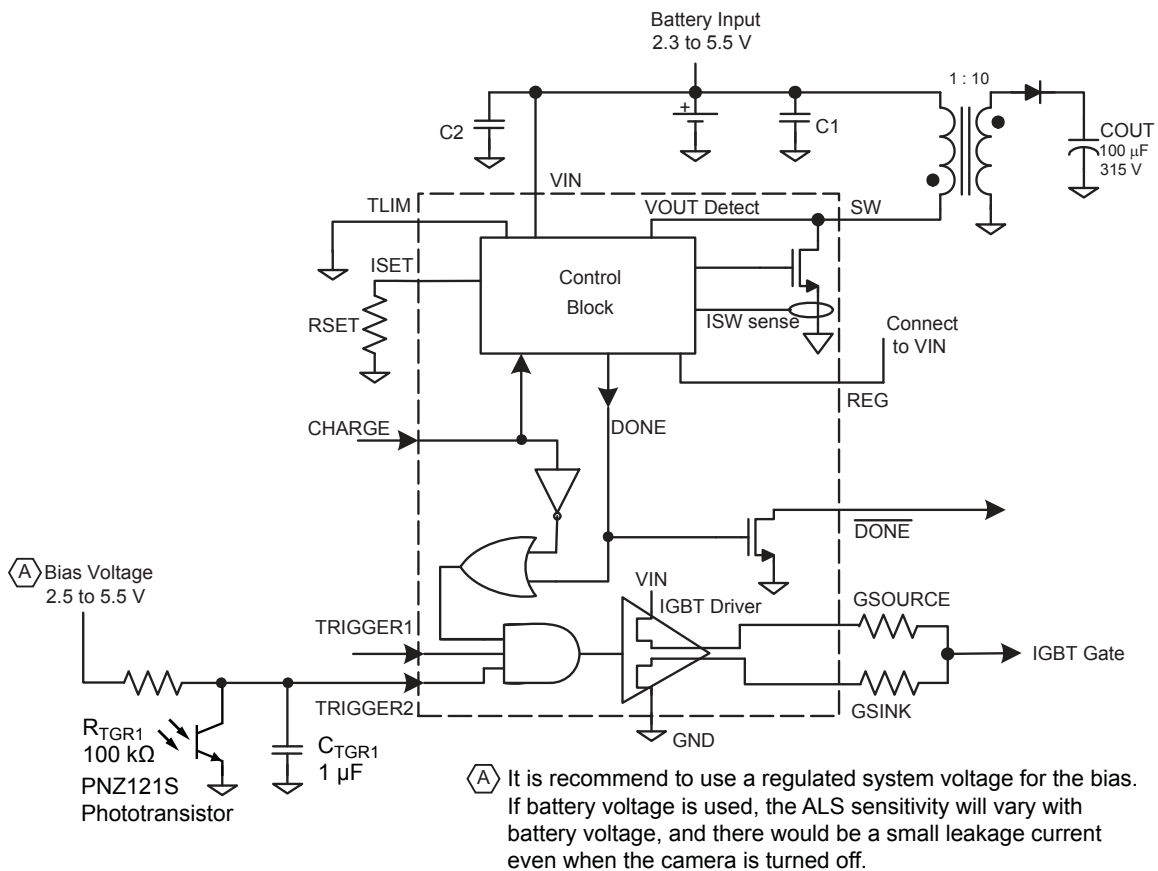 Battery Input
2.3 to 5.5 V
1 : 10
+
C2
C1
COUT
100 μF
315 V
VIN
TLIM
VOUT Detect
SW
ISET
Control
Block
RSET
ISW sense
Connect
to VIN
REG
CHARGE
DONE
DONE
A Bias Voltage
2.5 to 5.5 V
VIN
IGBT Driver
GSOURCE
TRIGGER1
IGBT Gate
TRIGGER2
GSINK
GND
RTGR1
100 kΩ
PNZ121S
Phototransistor
CTGR1
1 μF
A It is recommend to use a regulated system voltage for the bias.
If battery voltage is used, the ALS sensitivity will vary with
battery voltage, and there would be a small leakage current
even when the camera is turned off.